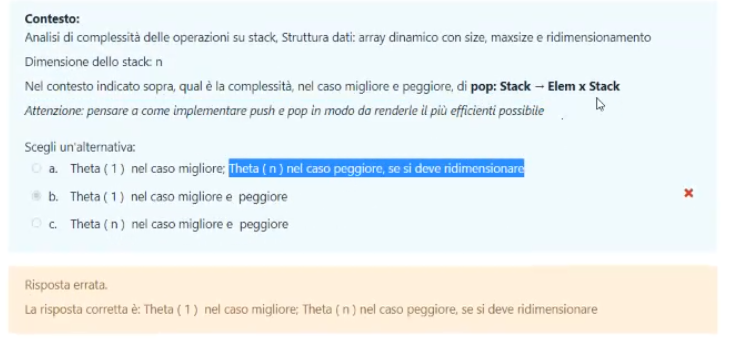 Contesto:
Analisi di complessità delle operazioni su stack, Struttura dati: array dinamico con size, maxsize e ridimensionamento
Dimensione dello stack: n
Nel contesto indicato sopra, qual è la complessità, nel caso migliore e peggiore, di pop: Stack → Elem x Stack
Attenzione: pensare a come implementare push e pop in modo da renderle il più efficienti possibile
Scegli un'alternativa:
a. Theta ( 1 ) nel caso migliore; Theta ( n ) nel caso peggiore, se si deve ridimensionare
b. Theta ( 1 ) nel caso migliore e peggiore
c. Theta ( n ) nel caso migliore e peggiore
Risposta errata.
La risposta corretta è: Theta ( 1 ) nel caso migliore; Theta ( n ) nel caso peggiore, se si deve ridimensionare